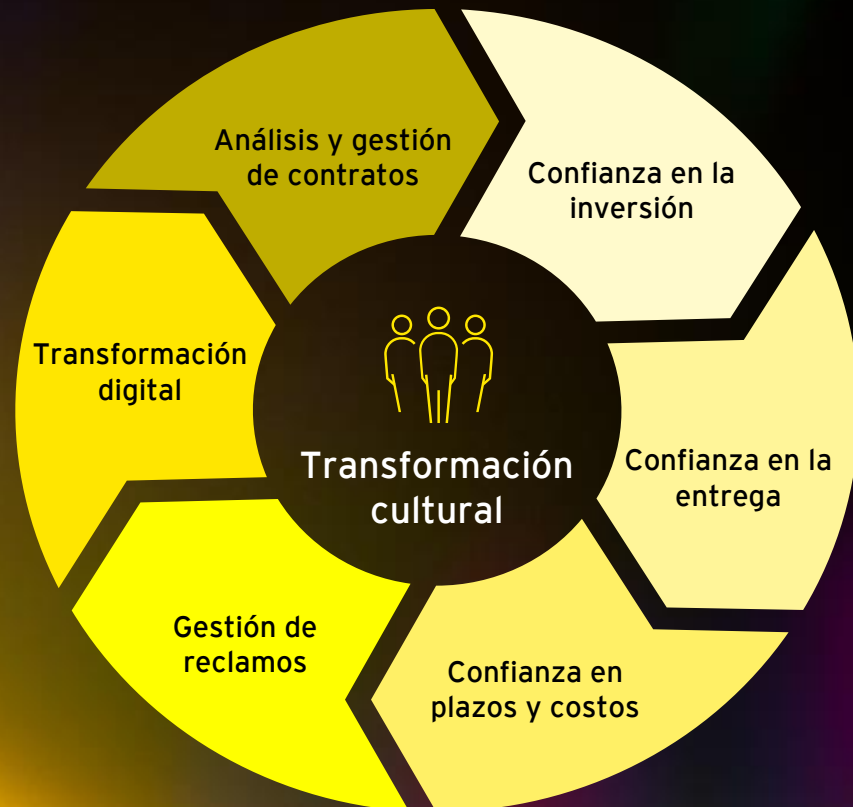 Análisis y gestión
de contratos
Confianza en la
inversión
Transformación
digital
Transformación
cultural
Confianza en la
entrega
Gestión de
reclamos
Confianza en
plazos y costos